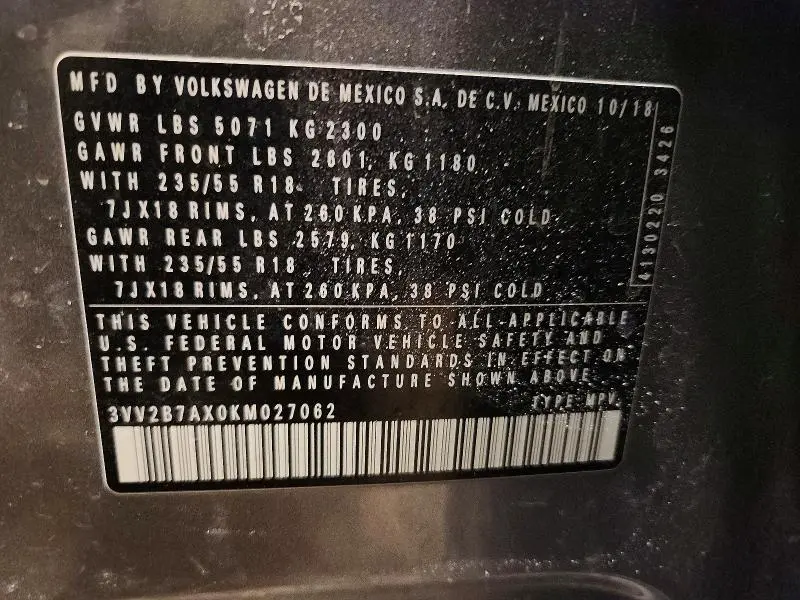 MFD BY VOLKSWAGEN DE MEXICO S.A. DE C.V. MEXICO 10/18
GVWR LBS 5071 KG 2300
GAWR FRONT LBS 2601, KG 1180,
WITH 235/55 R18 TIRES,
7JX18 RIMS, AT 260 KPA, 38 PSI COLD
GAWR REAR LBS 2579, KG 1170
WITH 235/55 R18 TIRES,
7JX18 RIMS, AT 260 KPA, 38 PSI COLD
4130220 3426
THIS VEHICLE CONFORMS TO ALL APPLICABLE
U.S. FEDERAL MOTOR VEHICLE SAFETY AND
THEFT PREVENTION STANDARDS IN EFFECT ON
THE DATE OF MANUFACTURE SHOWN ABOVE.
3VV2B7AX0KM027062 TYPE MPV